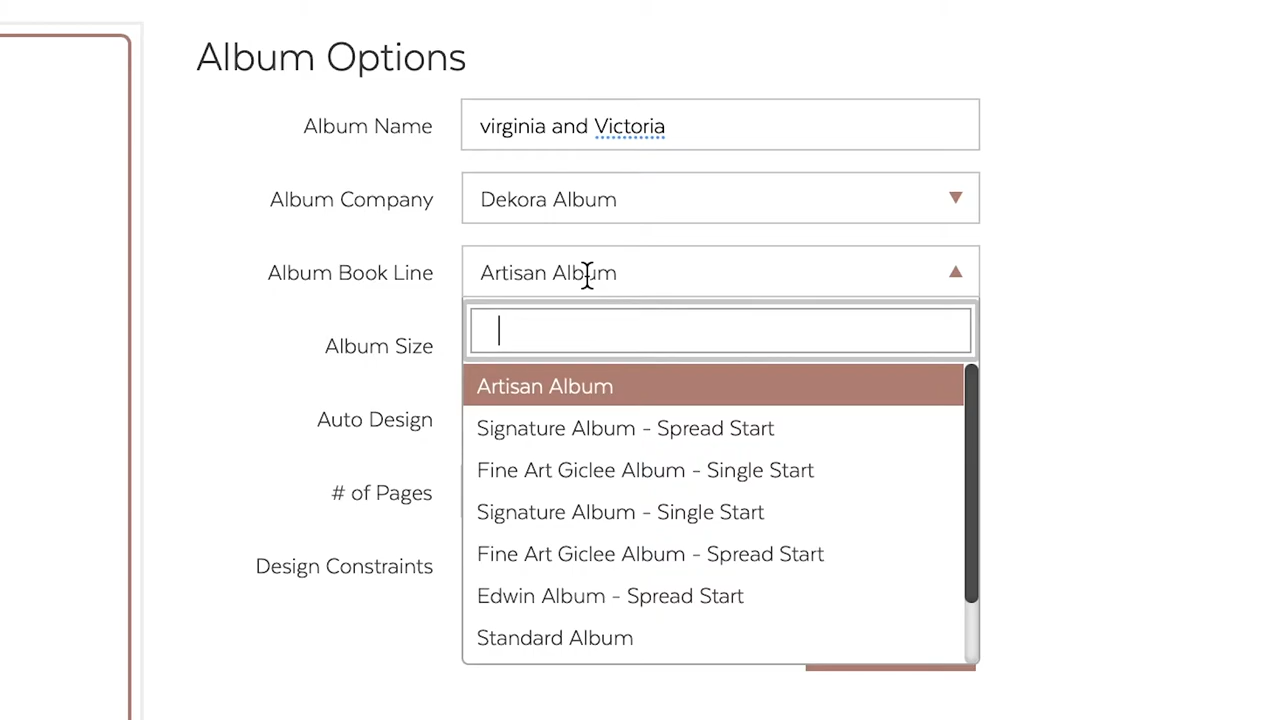 Album Options
Album Name
virginia and Victoria
Album Company
Dekora Album
Album Book Line
Artisan Album
Album Size
Auto Design
# of Pages
Design Constraints
Artisan Album
Signature Album - Spread Start
Fine Art Giclee Album - Single Start
Signature Album - Single Start
Fine Art Giclee Album - Spread Start
Edwin Album - Spread Start
Standard Album